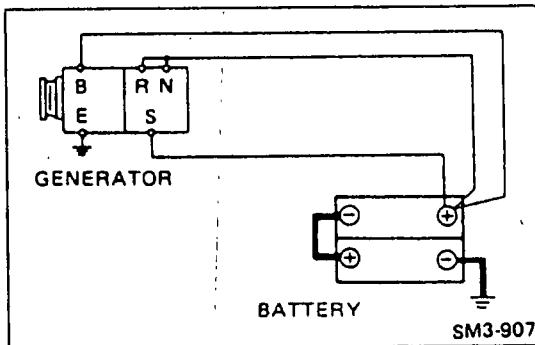 B R N
E S
GENERATOR
- +
+ -
BATTERY
SM3-907